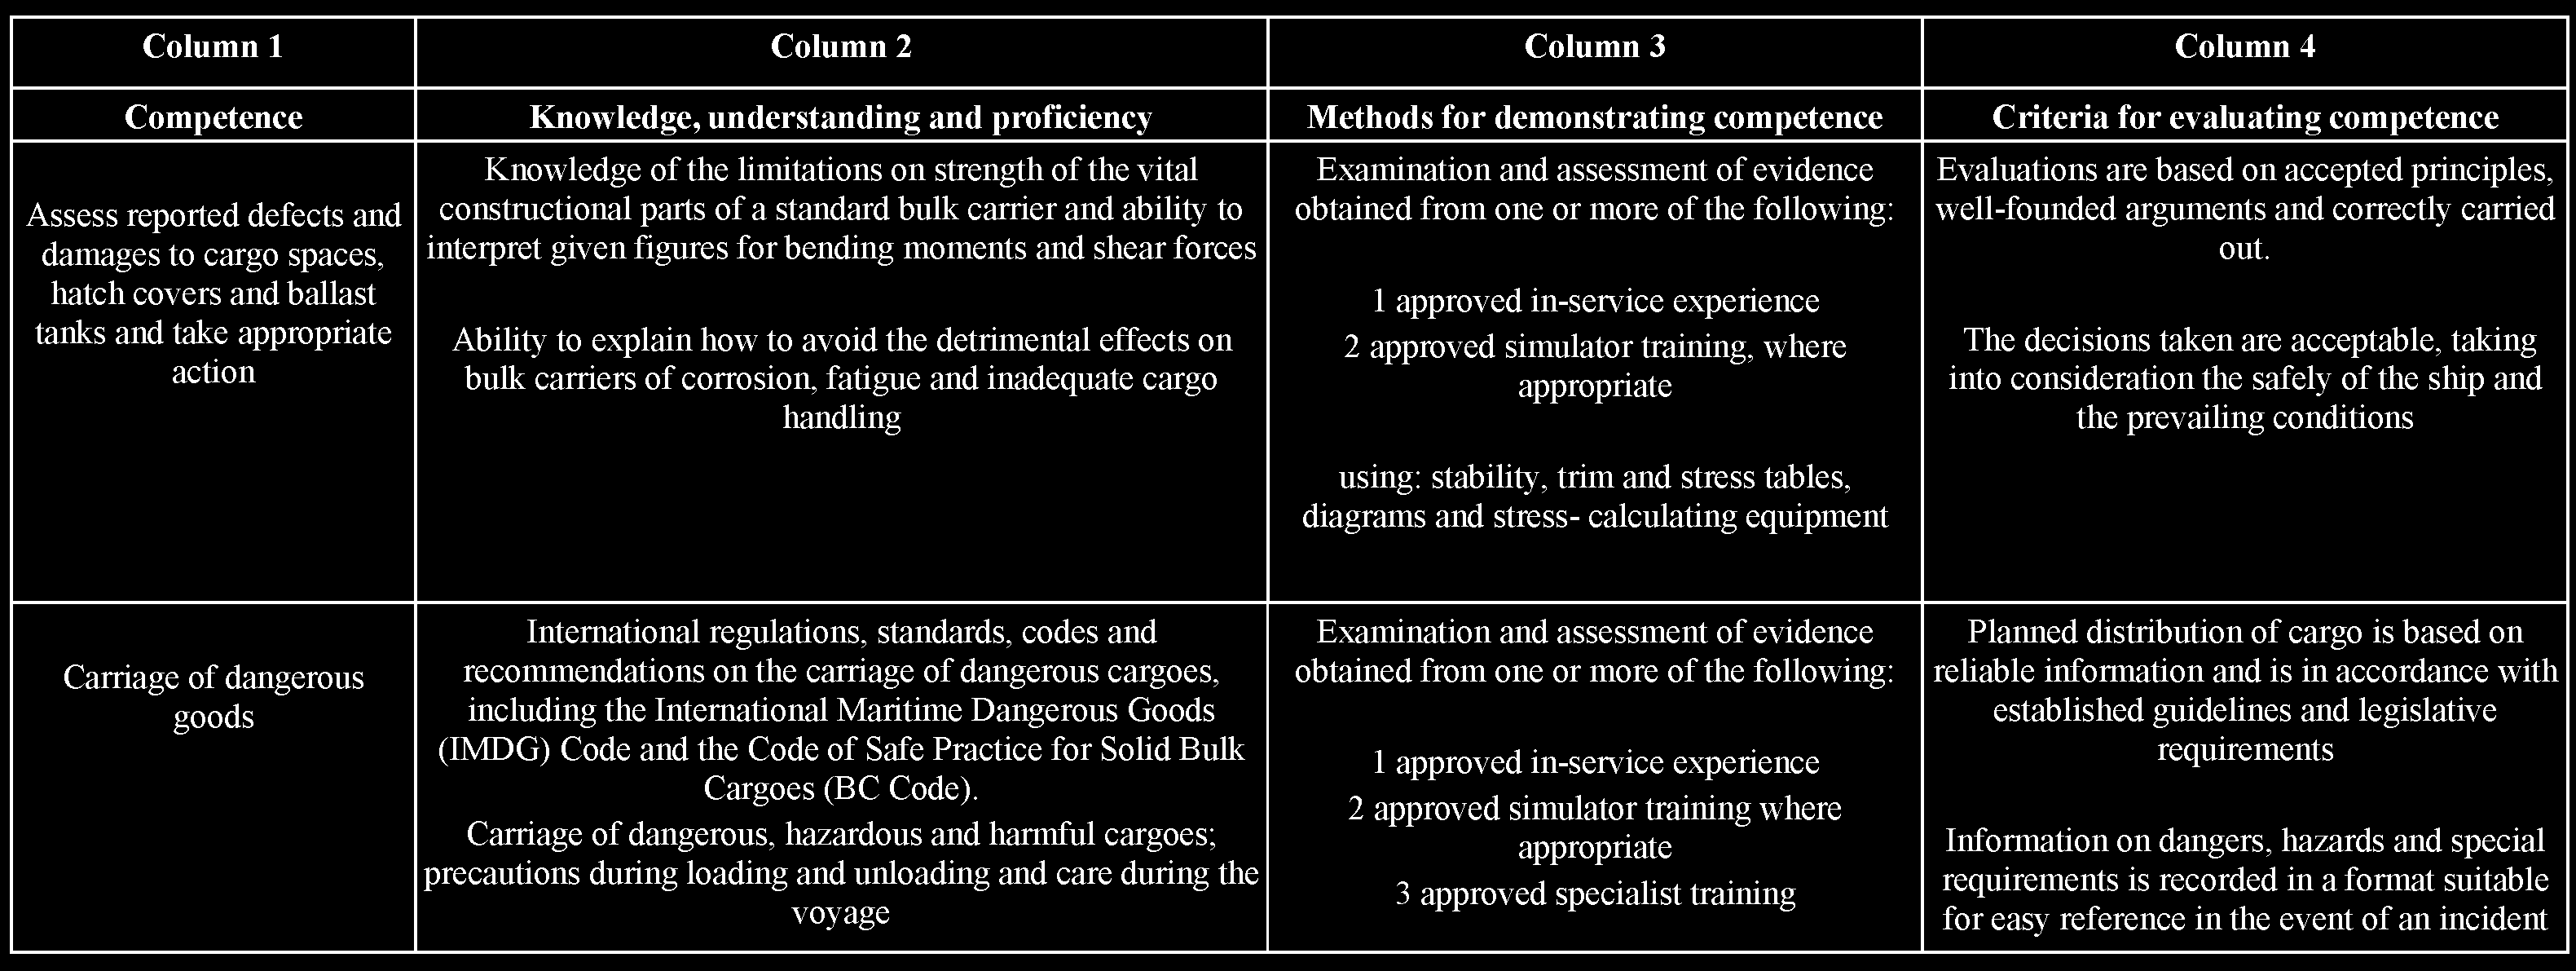 Column 1
Column 2
Column 3
Column 4
Competence
Knowledge, understanding and proficiency
Methods for demonstrating competence
Criteria for evaluating competence
Assess reported defects and
damages to cargo spaces,
hatch covers and ballast
tanks and take appropriate
action
Knowledge of the limitations on strength of the vital
constructional parts of a standard bulk carrier and ability to
interpret given figures for bending moments and shear forces
Ability to explain how to avoid the detrimental effects on
bulk carriers of corrosion, fatigue and inadequate cargo
handling
Examination and assessment of evidence
obtained from one or more of the following:
1 approved in-service experience
2 approved simulator training, where
appropriate
using: stability, trim and stress tables,
diagrams and stress- calculating equipment
Evaluations are based on accepted principles,
well-founded arguments and correctly carried
out.
The decisions taken are acceptable, taking
into consideration the safely of the ship and
the prevailing conditions
Carriage of dangerous
goods
International regulations, standards, codes and
recommendations on the carriage of dangerous cargoes,
including the International Maritime Dangerous Goods
(IMDG) Code and the Code of Safe Practice for Solid Bulk
Cargoes (BC Code).
Carriage of dangerous, hazardous and harmful cargoes;
precautions during loading and unloading and care during the
voyage
Examination and assessment of evidence
obtained from one or more of the following:
1 approved in-service experience
2 approved simulator training where
appropriate
3 approved specialist training
Planned distribution of cargo is based on
reliable information and is in accordance with
established guidelines and legislative
requirements
Information on dangers, hazards and special
requirements is recorded in a format suitable
for easy reference in the event of an incident